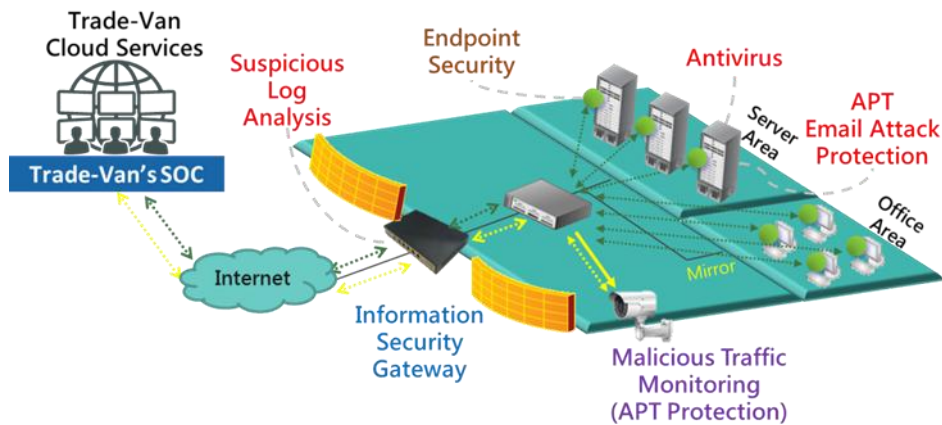 Trade-Van
Cloud Services
Trade-Van's SOC
Suspicious
Log
Analysis
Endpoint
Security
Antivirus
APT
Email Attack
Protection
Server
Area
Office
Area
Internet
Mirror
Information
Security
Gateway
Malicious Traffic
Monitoring
(APT Protection)